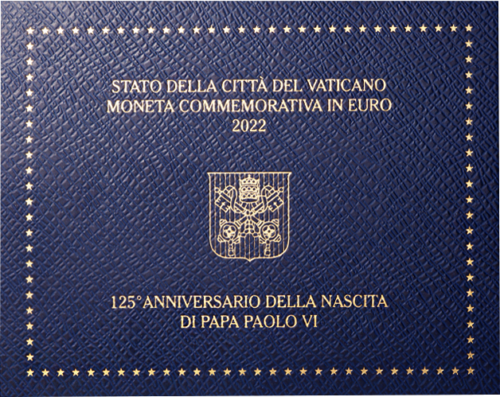 STATO DELLA CITTÀ DEL VATICANO
MONETA COMMEMORATIVA IN EURO
2022
125° ANNIVERSARIO DELLA NASCITA
DI PAPA PAOLO VI